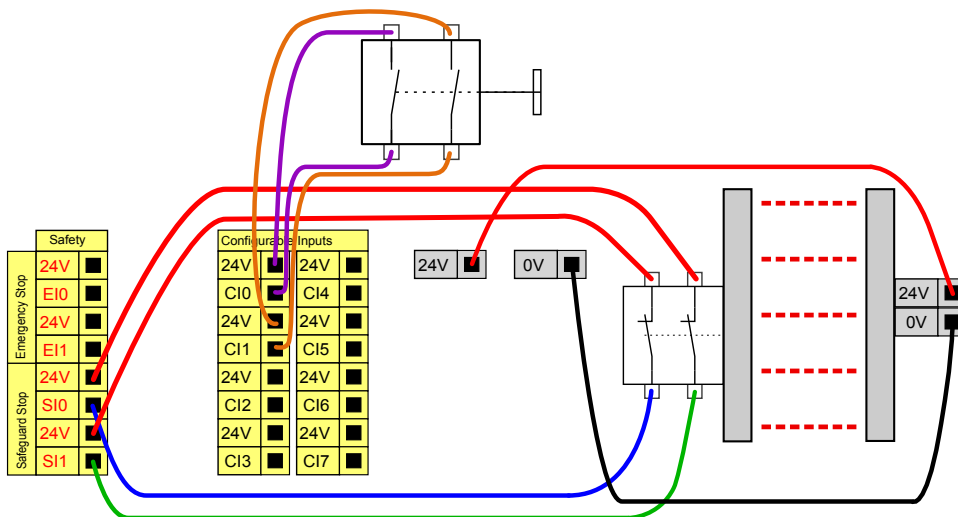 Safety
Emergency Stop
24V
EI0
24V
EI1
Safeguard Stop
24V
SI0
24V
SI1
Configurable Inputs
24V 24V
CI0 CI4
24V 24V
CI1 CI5
24V 24V
CI2 CI6
24V 24V
CI3 CI7
24V
0V
24V
0V